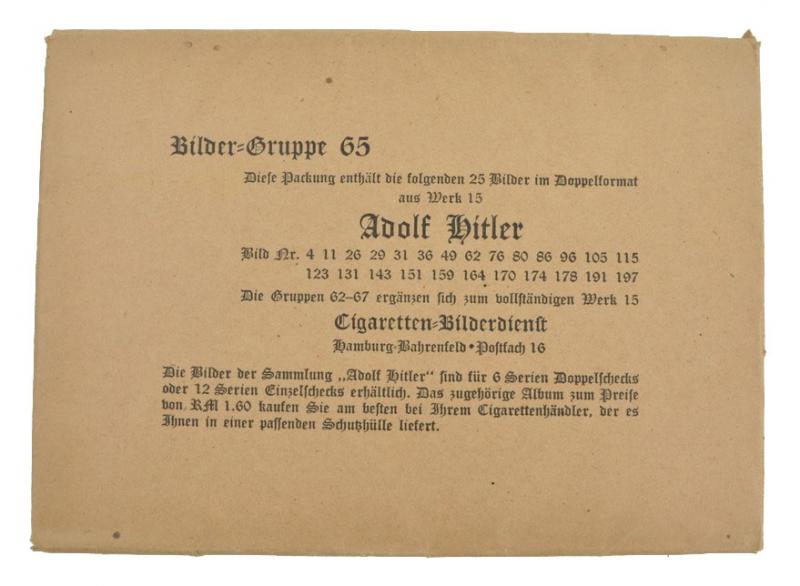 Bilder-Gruppe 65
Diese Packung enthält die folgenden 25 Bilder im Doppelformat
aus Werk 15
Adolf Hitler
Bild Nr. 4 11 26 29 31 36 49 62 76 80 86 96 105 115
123 131 143 151 159 164 170 174 178 191 197
Die Gruppen 62–67 ergänzen sich zum vollständigen Werk 15
Cigaretten-Bilderdienst
Hamburg-Bahrenfeld • Postfach 16
Die Bilder der Sammlung „Adolf Hitler“ sind für 6 Serien Doppelschecks
oder 12 Serien Einzelschecks erhältlich. Das zugehörige Album zum Preise
von RM 1.60 kaufen Sie am besten bei Ihrem Cigarettenhändler, der es
Ihnen in einer passenden Schutzhülle liefert.